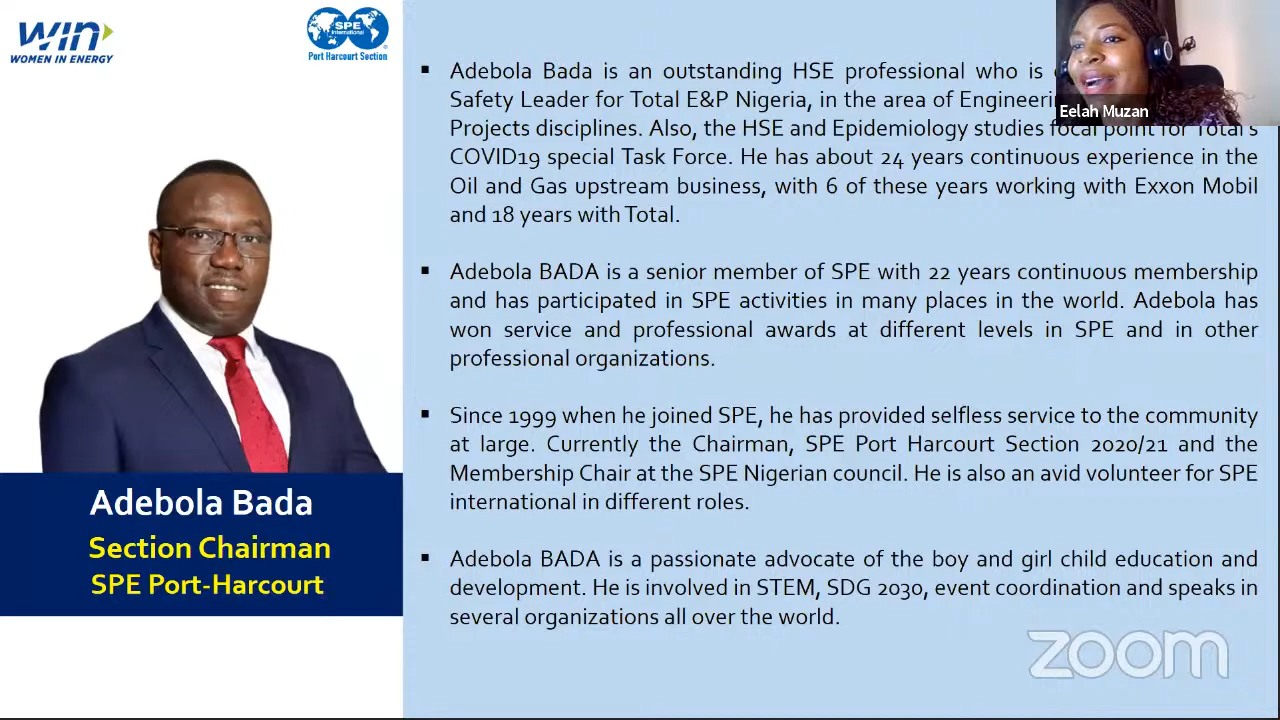 WIN
WOMEN IN ENERGY
SPE
International
Port Harcourt Section
Adebola Bada
Section Chairman
SPE Port-Harcourt
▪ Adebola Bada is an outstanding HSE professional who is
Safety Leader for Total E&P Nigeria, in the area of
Projects disciplines. Also, the HSE and Epidemiology studies focal point for Total's
COVID19 special Task Force. He has about 24 years continuous experience in the
Oil and Gas upstream business, with 6 of these years working with Exxon Mobil
and 18 years with Total.
▪ Adebola BADA is a senior member of SPE with 22 years continuous membership
and has participated in SPE activities in many places in the world. Adebola has
won service and professional awards at different levels in SPE and in other
professional organizations.
▪ Since 1999 when he joined SPE, he has provided selfless service to the community
at large. Currently the Chairman, SPE Port Harcourt Section 2020/21 and the
Membership Chair at the SPE Nigerian council. He is also an avid volunteer for SPE
international in different roles.
▪ Adebola BADA is a passionate advocate of the boy and girl child education and
development. He is involved in STEM, SDG 2030, event coordination and speaks in
several organizations all over the world.
Eelah Muzan
zoom